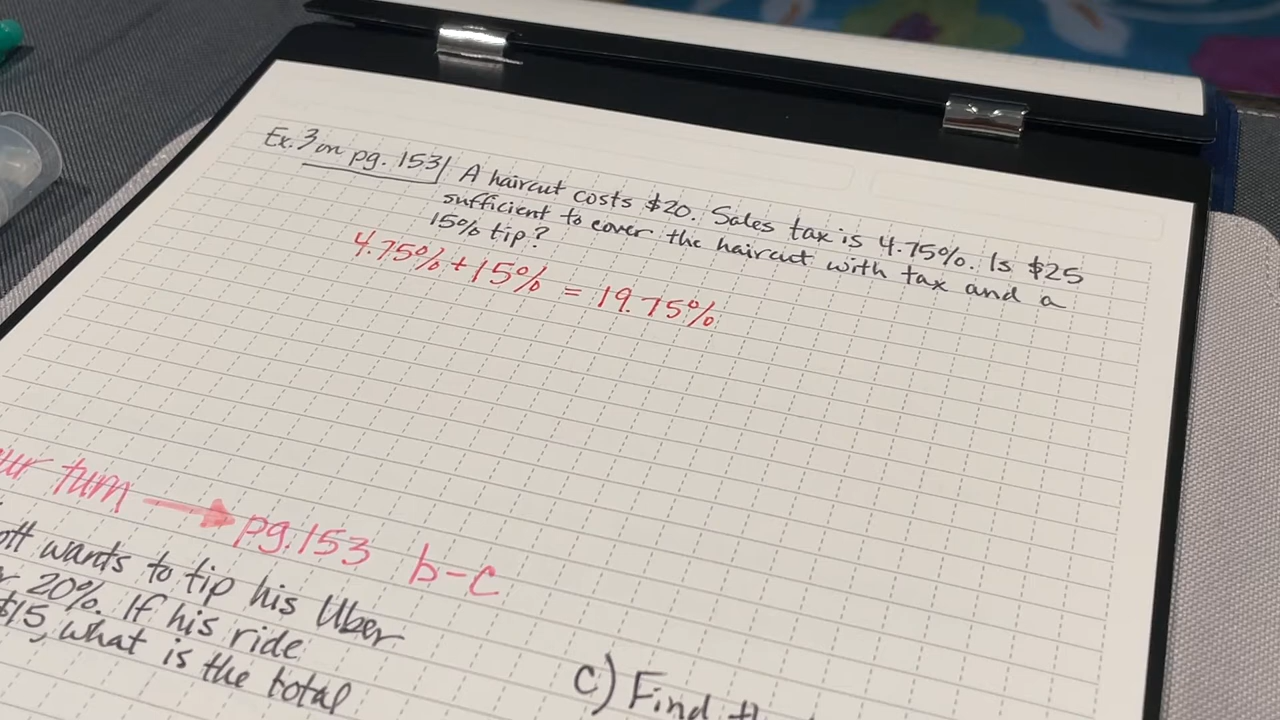 Ex. 3 on pg. 153 A haircut costs $20. Sales tax is 4.75%. Is $25
sufficient to cover the haircut with tax and a
15% tip?
4.75% + 15% = 19.75%
turn → pg. 153 b-c
wants to tip his Uber
20%. If his ride
$15, what is the total
c) Find